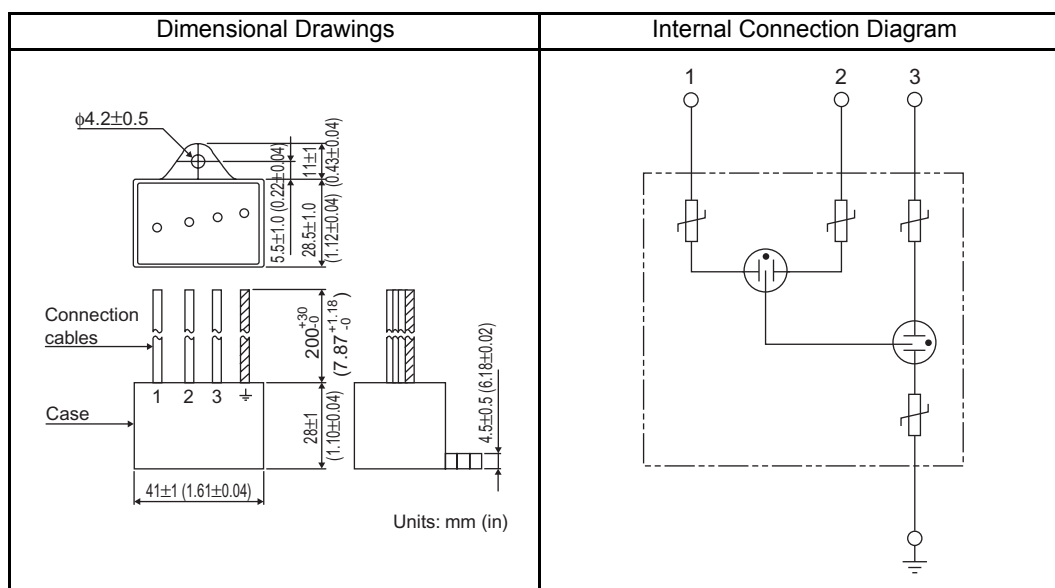 Dimensional Drawings
Internal Connection Diagram
φ4.2±0.5
5.5±1.0 (0.22±0.04)
11±1
(0.43±0.04)
28.5±1.0
(1.12±0.04)
Connection
cables
200 +30 -0
(7.87 +1.18 -0)
1 2 3
Case
28±1
(1.10±0.04)
4.5±0.5 (6.18±0.02)
41±1 (1.61±0.04)
Units: mm (in)
1 2 3